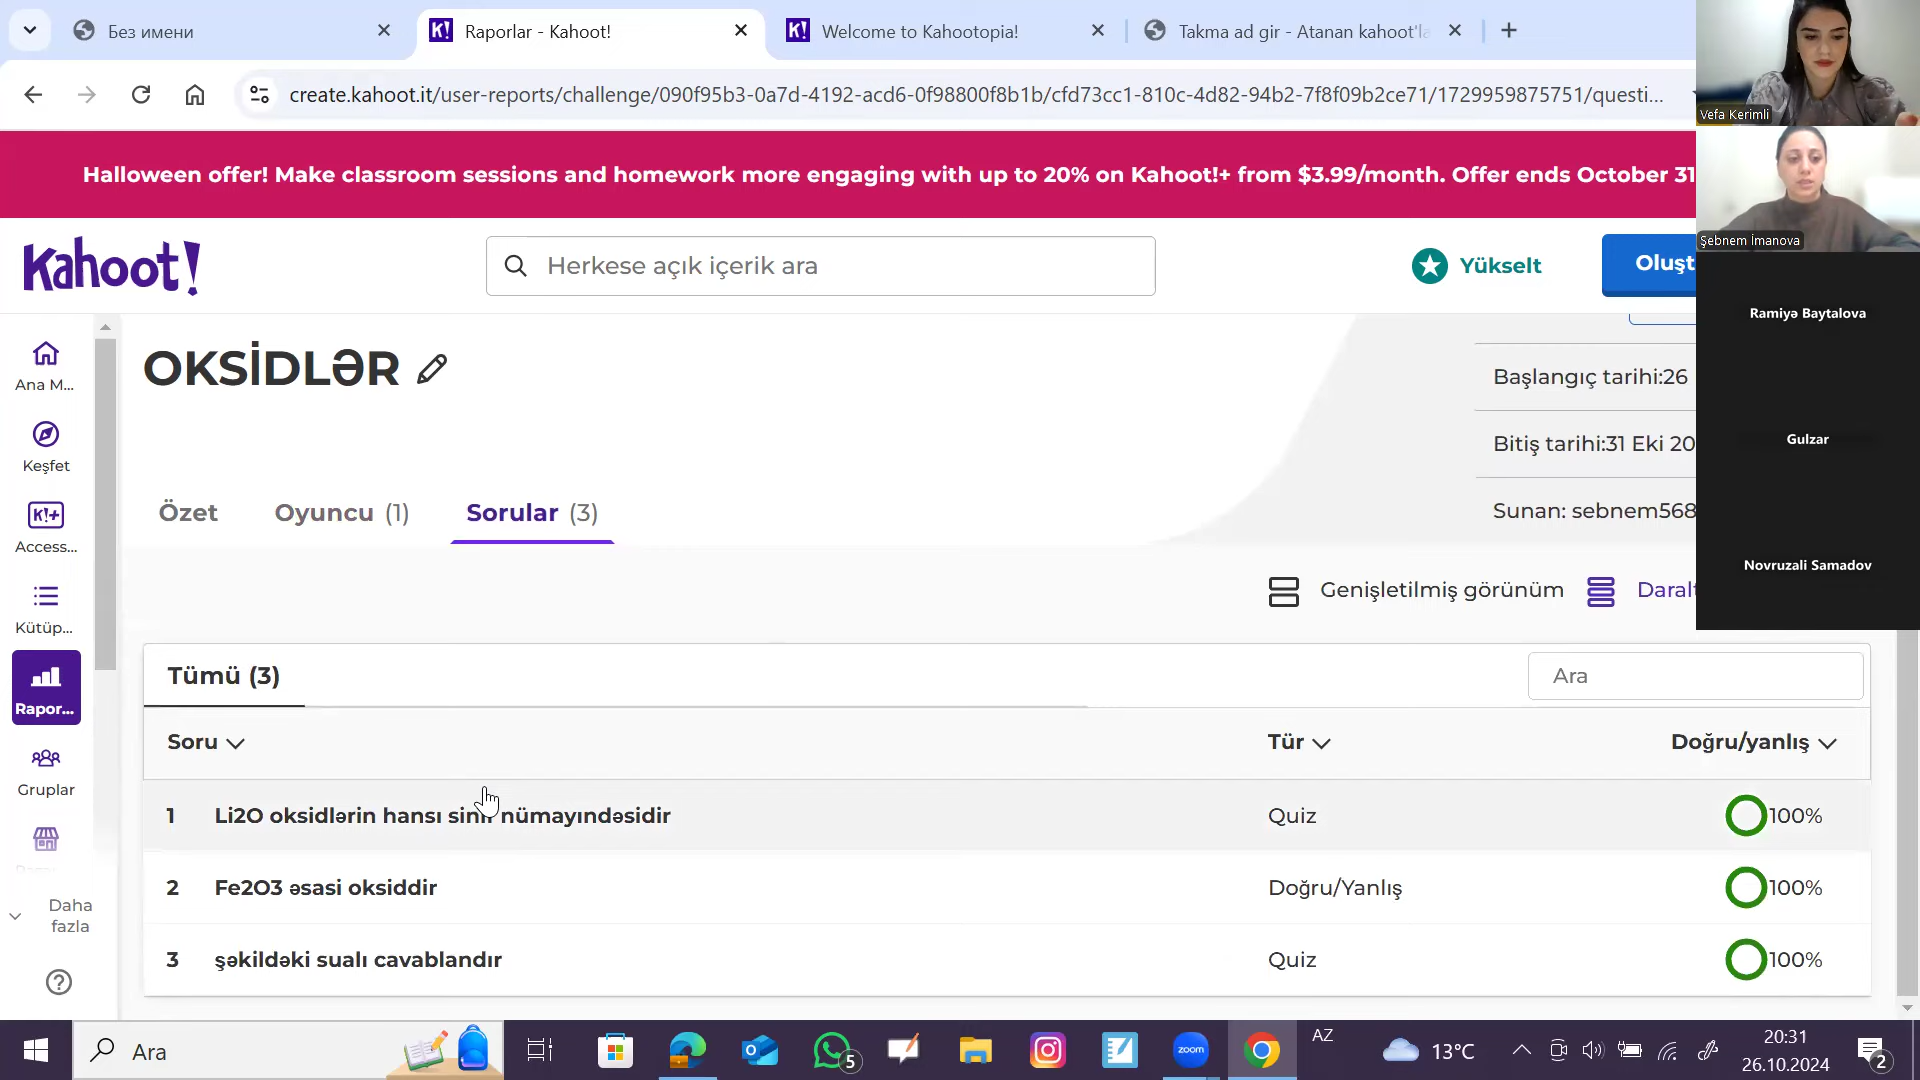 Без имени
Raporlar - Kahoot!
Welcome to Kahootopia!
Takma ad gir - Atanan kahoot'la
create.kahoot.it/user-reports/challenge/090f95b3-0a7d-4192-acd6-0f98800f8b1b/cfd73cc1-810c-4d82-94b2-7f8f09b2ce71/1729959875751/questi...
Vefa Kerimli
Halloween offer! Make classroom sessions and homework more engaging with up to 20% on Kahoot!+ from $3.99/month. Offer ends October 31
Şebnem İmanova
Kahoot!
Herkese açık içerik ara
Yükselt
Oluşt
Ramiyə Baytalova
Gulzar
Novruzali Samadov
Ana M...
Keşfet
K!+
Access...
Kütüp...
Rapor...
Gruplar
Daha
fazla
OKSİDLƏR
Başlangıç tarihi:26
Bitiş tarihi:31 Eki 20
Sunan: sebnem568
Özet
Oyuncu (1)
Sorular (3)
Genişletilmiş görünüm
Daralt
Tümü (3)
Ara
Soru
Tür
Doğru/yanlış
1 Li2O oksidlərin hansı sinif nümayındəsidir Quiz 100%
2 Fe2O3 əsasi oksiddir Doğru/Yanlış 100%
3 şəkildəki sualı cavablandır Quiz 100%
Ara
5
zoom
AZ
13°C
20:31
26.10.2024
2